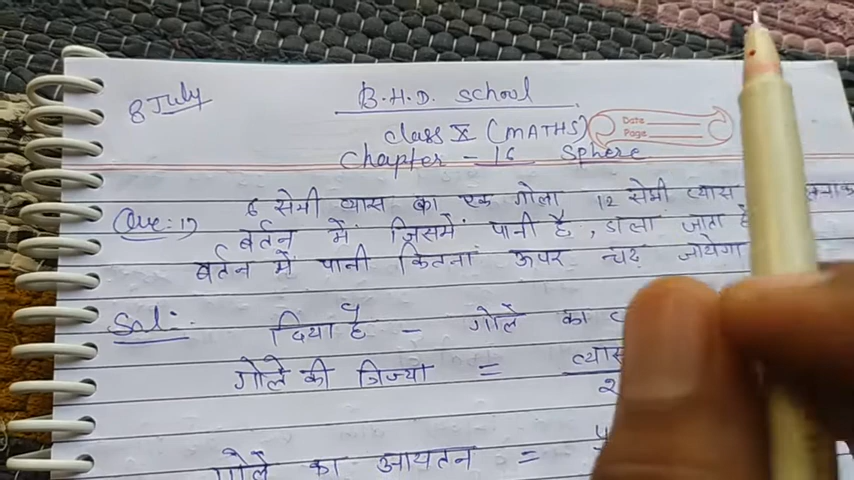 8 July
B.H.D. school
class X (MATHS)
Date
Page
Chapter - 16 Sphere
Que: 1) 6 सेमी व्यास का एक गोला 12 सेमी व्यास
बर्तन में जिसमें पानी है, डाला जाता
बर्तन में पानी कितना ऊपर चढ़ जायेगा
Sol:- दिया है - गोले का
गोले की त्रिज्या = व्यास
2
गोले का आयतन =